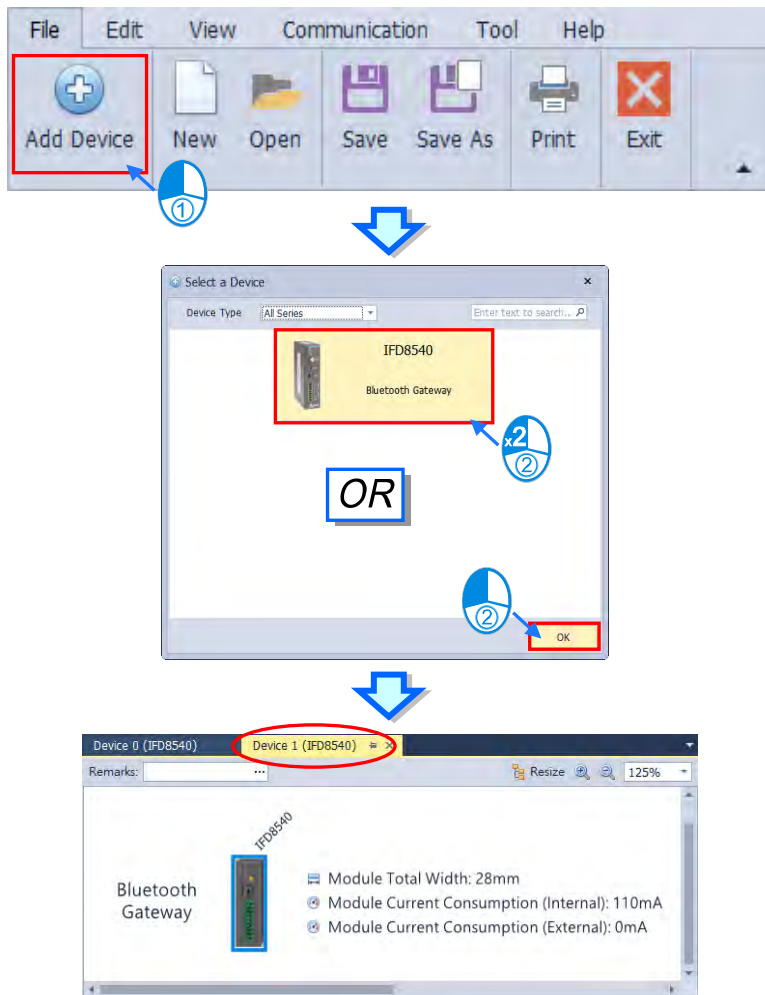 File Edit View Communication Tool Help
Add Device New Open Save Save As Print Exit
①
Select a Device ×
Device Type All Series Enter text to search...
IFD8540
Bluetooth Gateway
x2
②
OR
②
OK
Device 0 (IFD8540) Device 1 (IFD8540) ×
Remarks: ... Resize 125%
IFD8540
Bluetooth
Gateway
Module Total Width: 28mm
Module Current Consumption (Internal): 110mA
Module Current Consumption (External): 0mA